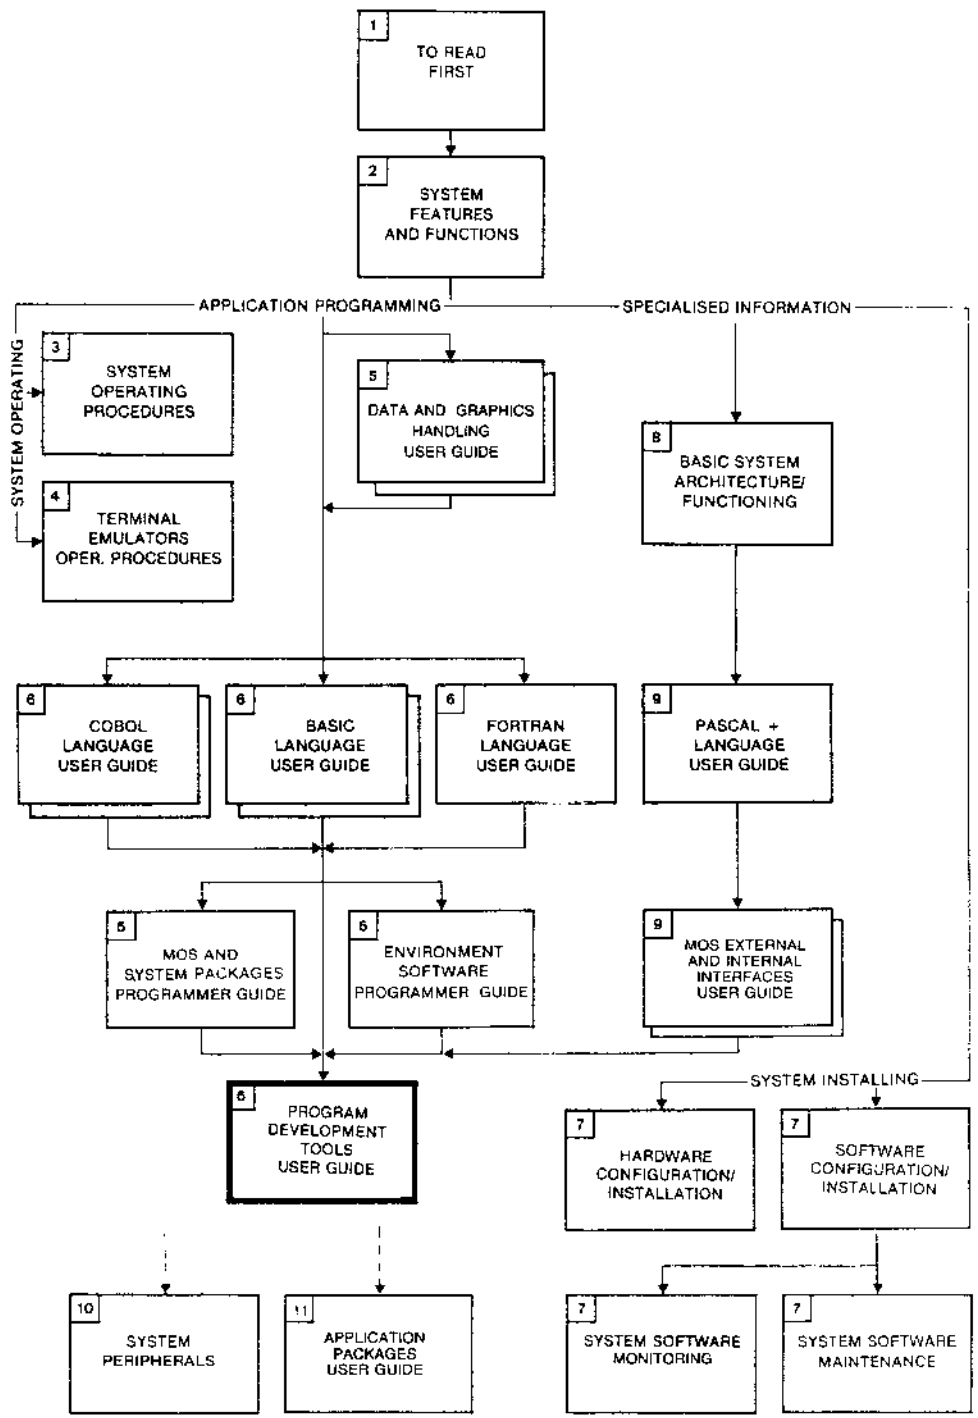 1
TO READ
FIRST
2
SYSTEM
FEATURES
AND FUNCTIONS
APPLICATION PROGRAMMING
SPECIALISED INFORMATION
SYSTEM OPERATING
3
SYSTEM
OPERATING
PROCEDURES
4
TERMINAL
EMULATORS
OPER. PROCEDURES
5
DATA AND GRAPHICS
HANDLING
USER GUIDE
8
BASIC SYSTEM
ARCHITECTURE/
FUNCTIONING
6
COBOL
LANGUAGE
USER GUIDE
6
BASIC
LANGUAGE
USER GUIDE
6
FORTRAN
LANGUAGE
USER GUIDE
9
PASCAL +
LANGUAGE
USER GUIDE
5
MOS AND
SYSTEM PACKAGES
PROGRAMMER GUIDE
6
ENVIRONMENT
SOFTWARE
PROGRAMMER GUIDE
9
MOS EXTERNAL
AND INTERNAL
INTERFACES
USER GUIDE
SYSTEM INSTALLING
6
PROGRAM
DEVELOPMENT
TOOLS
USER GUIDE
7
HARDWARE
CONFIGURATION/
INSTALLATION
7
SOFTWARE
CONFIGURATION/
INSTALLATION
10
SYSTEM
PERIPHERALS
11
APPLICATION
PACKAGES
USER GUIDE
7
SYSTEM SOFTWARE
MONITORING
7
SYSTEM SOFTWARE
MAINTENANCE